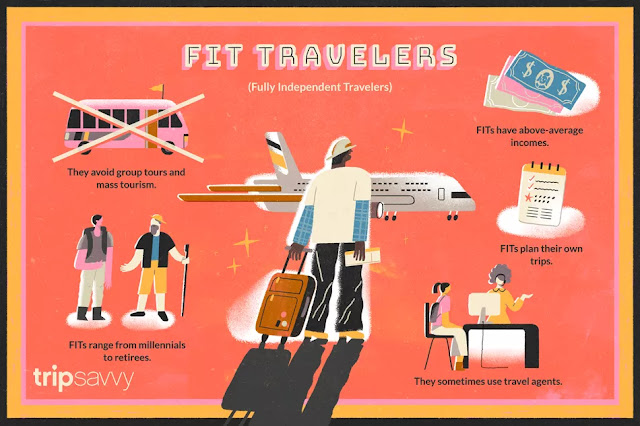 FIT TRAVELERS
(Fully Independent Travelers)
They avoid group tours and
mass tourism.
FITs range from millennials
to retirees.
FITs have above-average
incomes.
FITs plan their own
trips.
They sometimes use travel agents.
tripsavvy